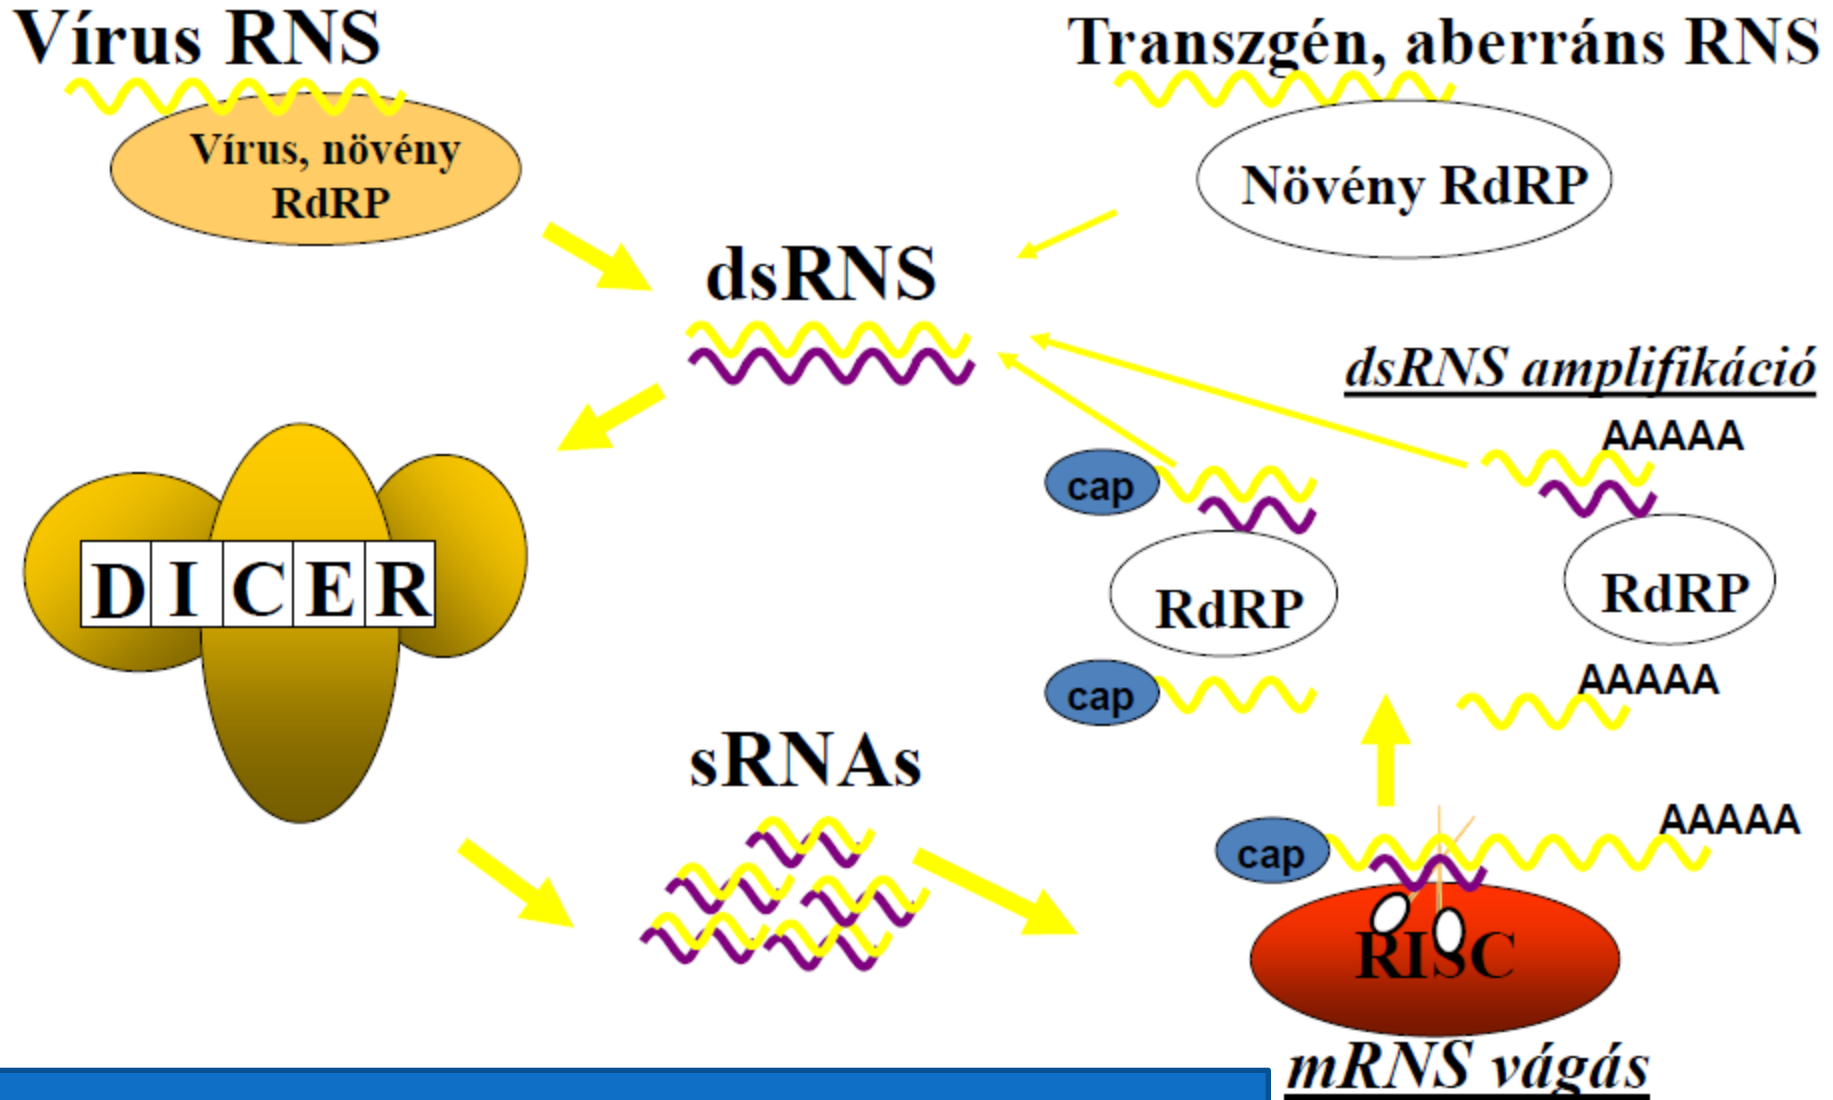 Vírus RNS
Transzgén, aberráns RNS
Vírus, növény
RdRP
Növény RdRP
dsRNS
dsRNS amplifikáció
AAAAA
cap
DICER
RdRP
RdRP
cap
AAAAA
sRNAs
AAAAA
cap
RISC
mRNS vágás